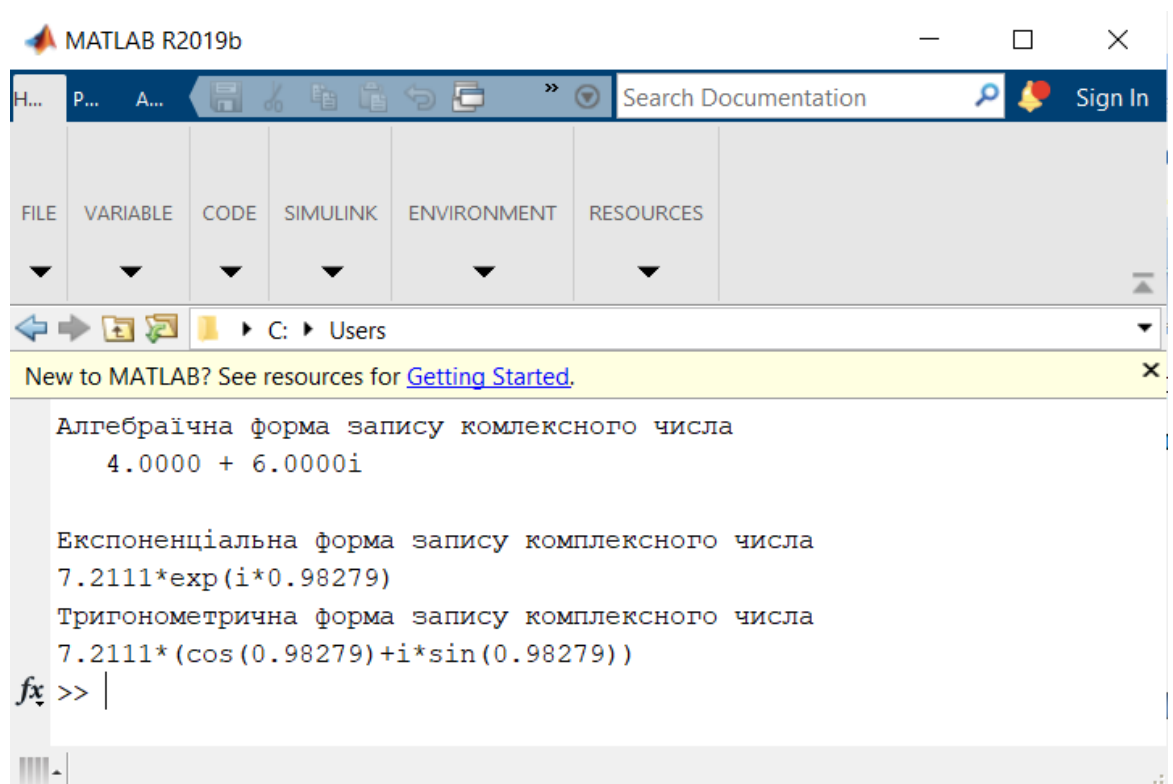 MATLAB R2019b
H... P... A... » Search Documentation Sign In
FILE VARIABLE CODE SIMULINK ENVIRONMENT RESOURCES
C: Users
New to MATLAB? See resources for Getting Started.
Алгебраїчна форма запису комлексного числа
4.0000 + 6.0000i
Експоненціальна форма запису комплексного числа
7.2111*exp(i*0.98279)
Тригонометрична форма запису комплексного числа
7.2111*(cos(0.98279)+i*sin(0.98279))
fx >>